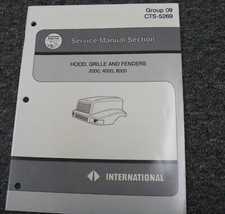 Group 09
CTS-5269
Service Manual Section
HOOD, GRILLE AND FENDERS
2000, 4000, 8000
INTERNATIONAL